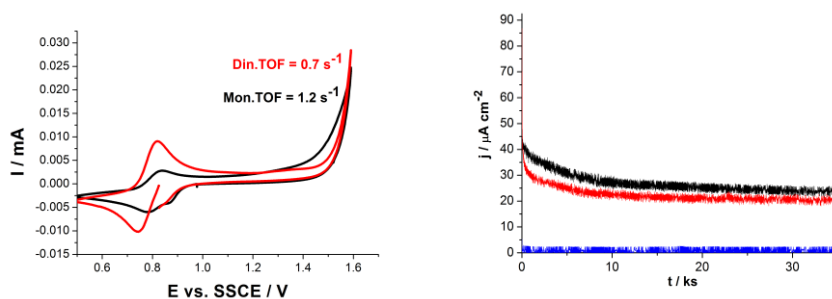 0.030
0.025
0.020
0.015
0.010
0.005
0.000
-0.005
-0.010
-0.015
I / mA
Din.TOF = 0.7 s⁻¹
Mon.TOF = 1.2 s⁻¹
0.6 0.8 1.0 1.2 1.4 1.6
E vs. SSCE / V
90
80
70
60
50
40
30
20
10
0
j / μA cm⁻²
0 10 20 30
t / ks